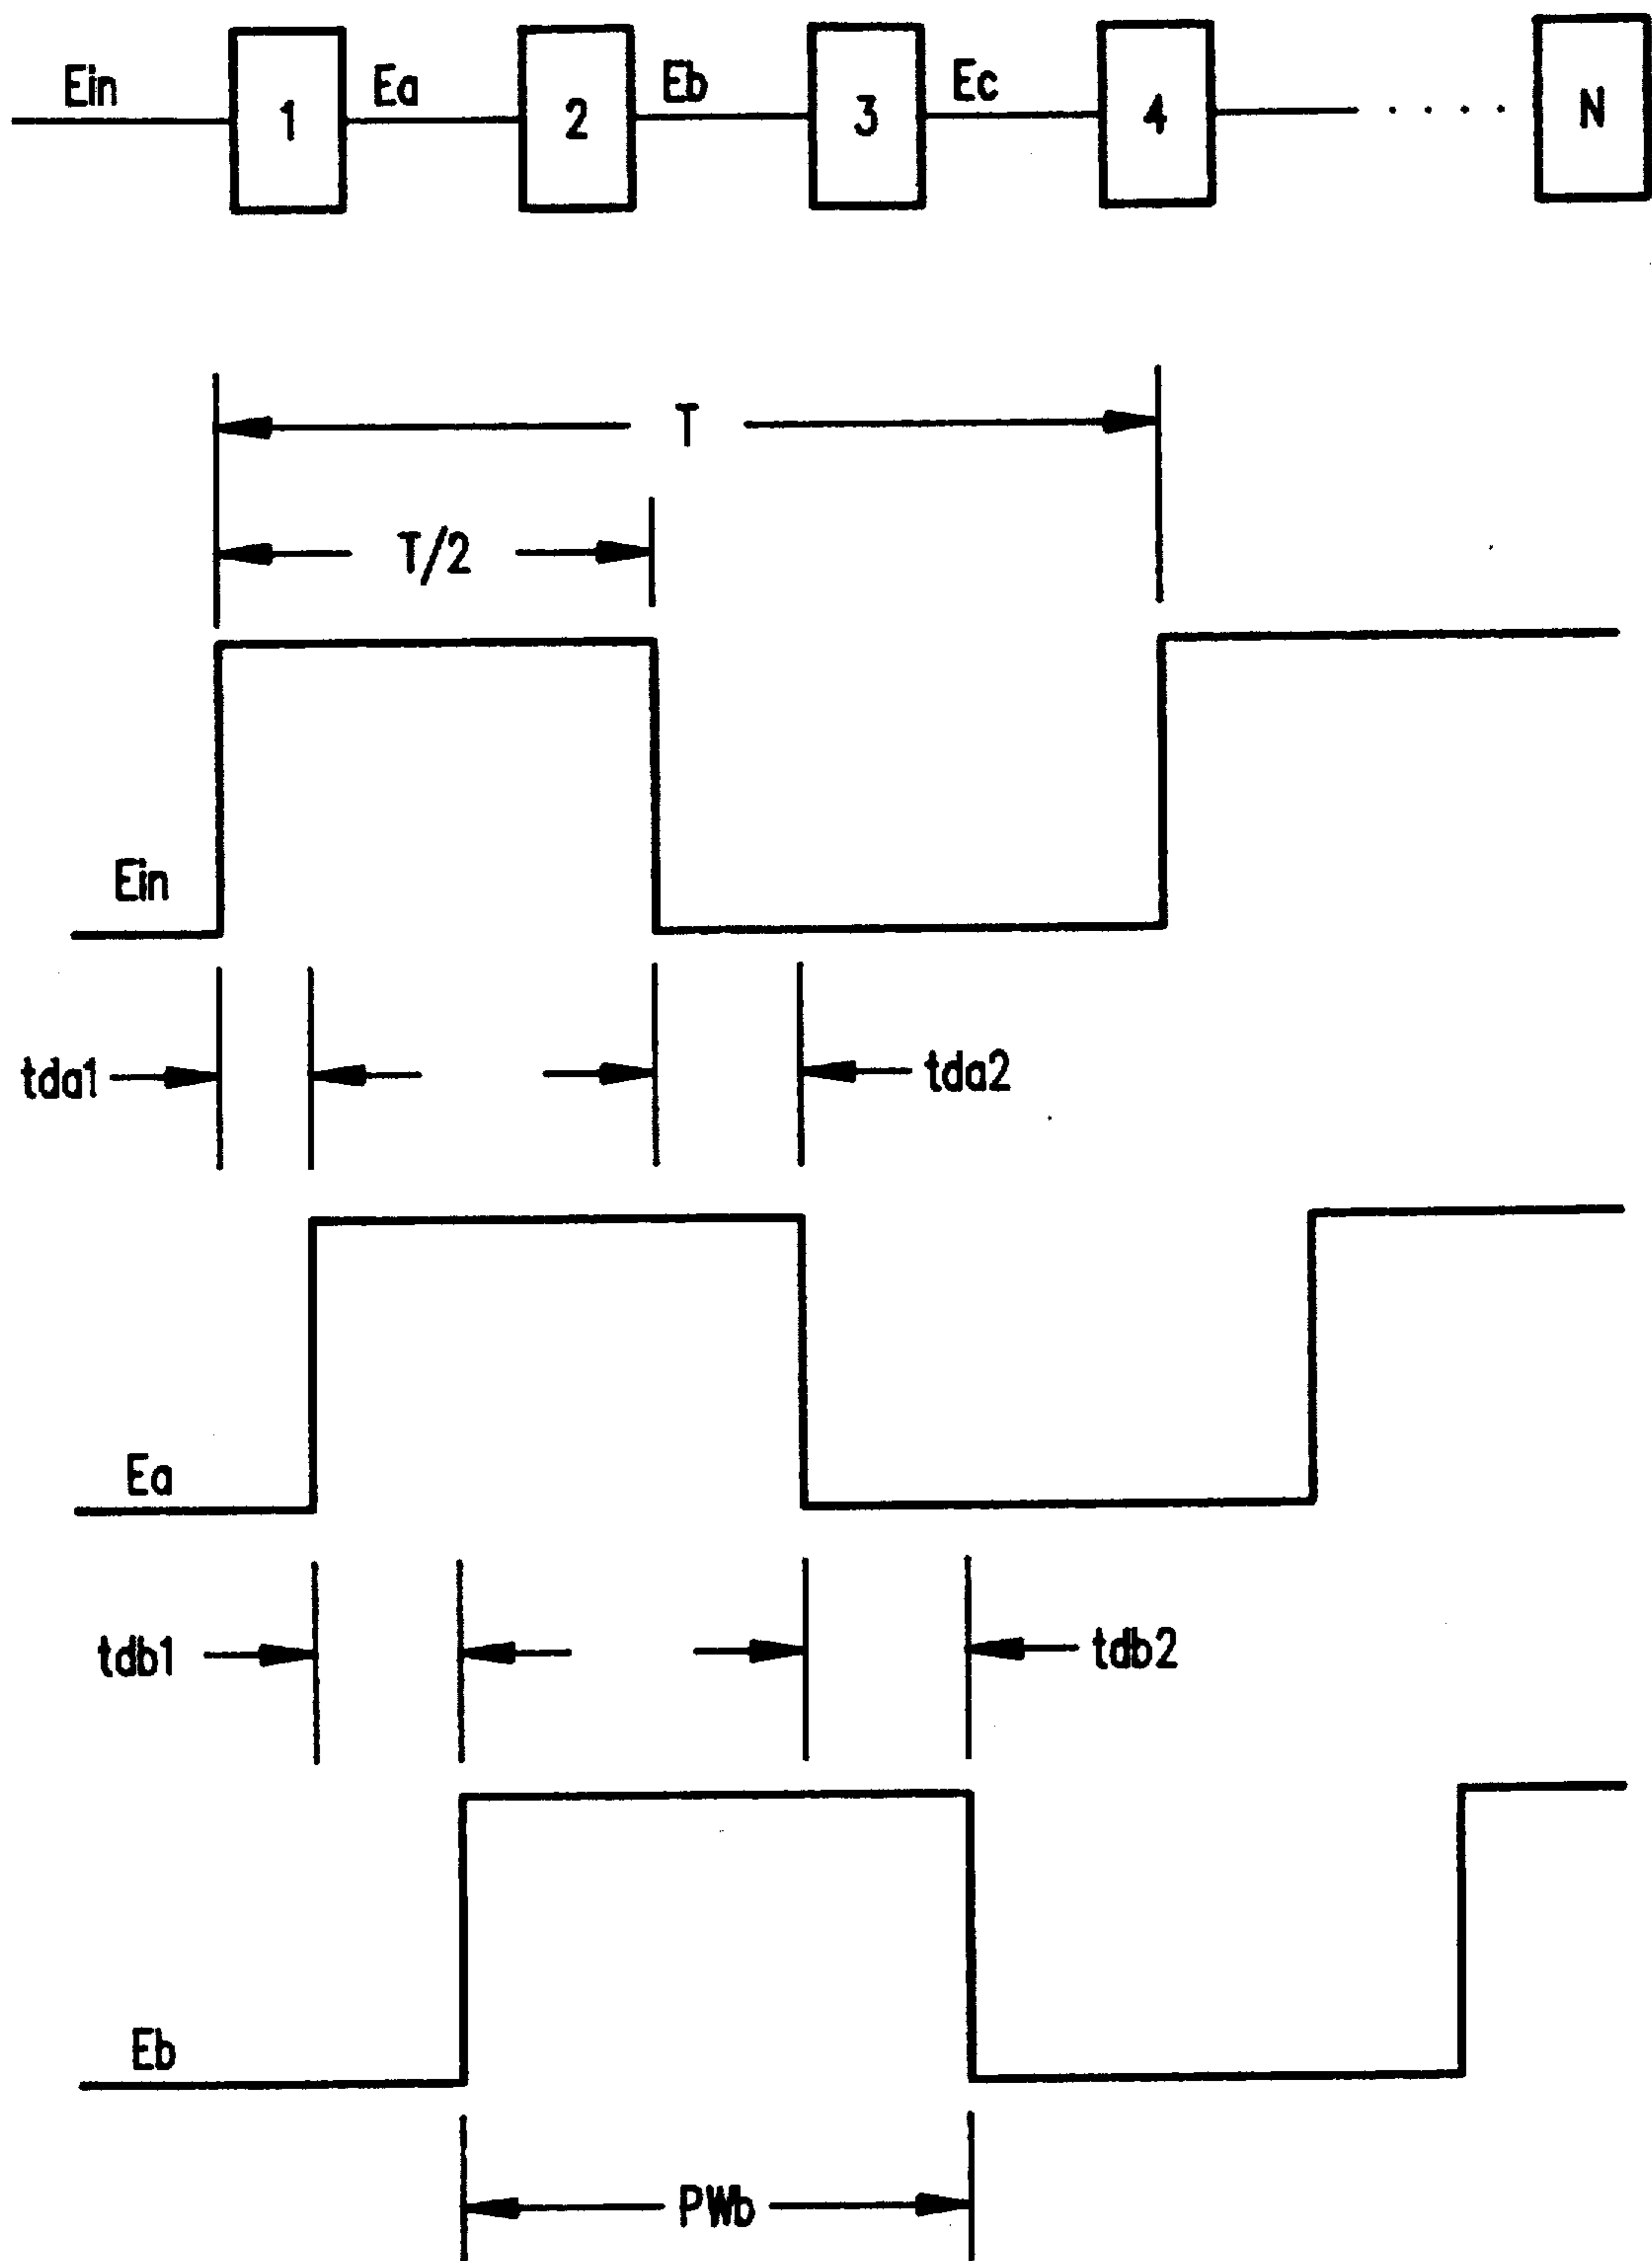 Ein 1 Ea 2 Eb 3 Ec 4 ..... N
T
T/2
Ein
tda1 tda2
Ea
tdb1 tdb2
Eb
PWb